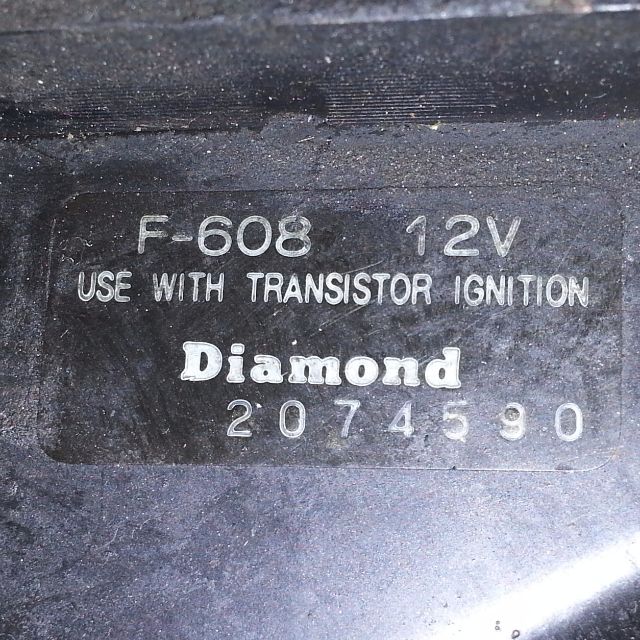 F-608 12V
USE WITH TRANSISTOR IGNITION
Diamond
2074590